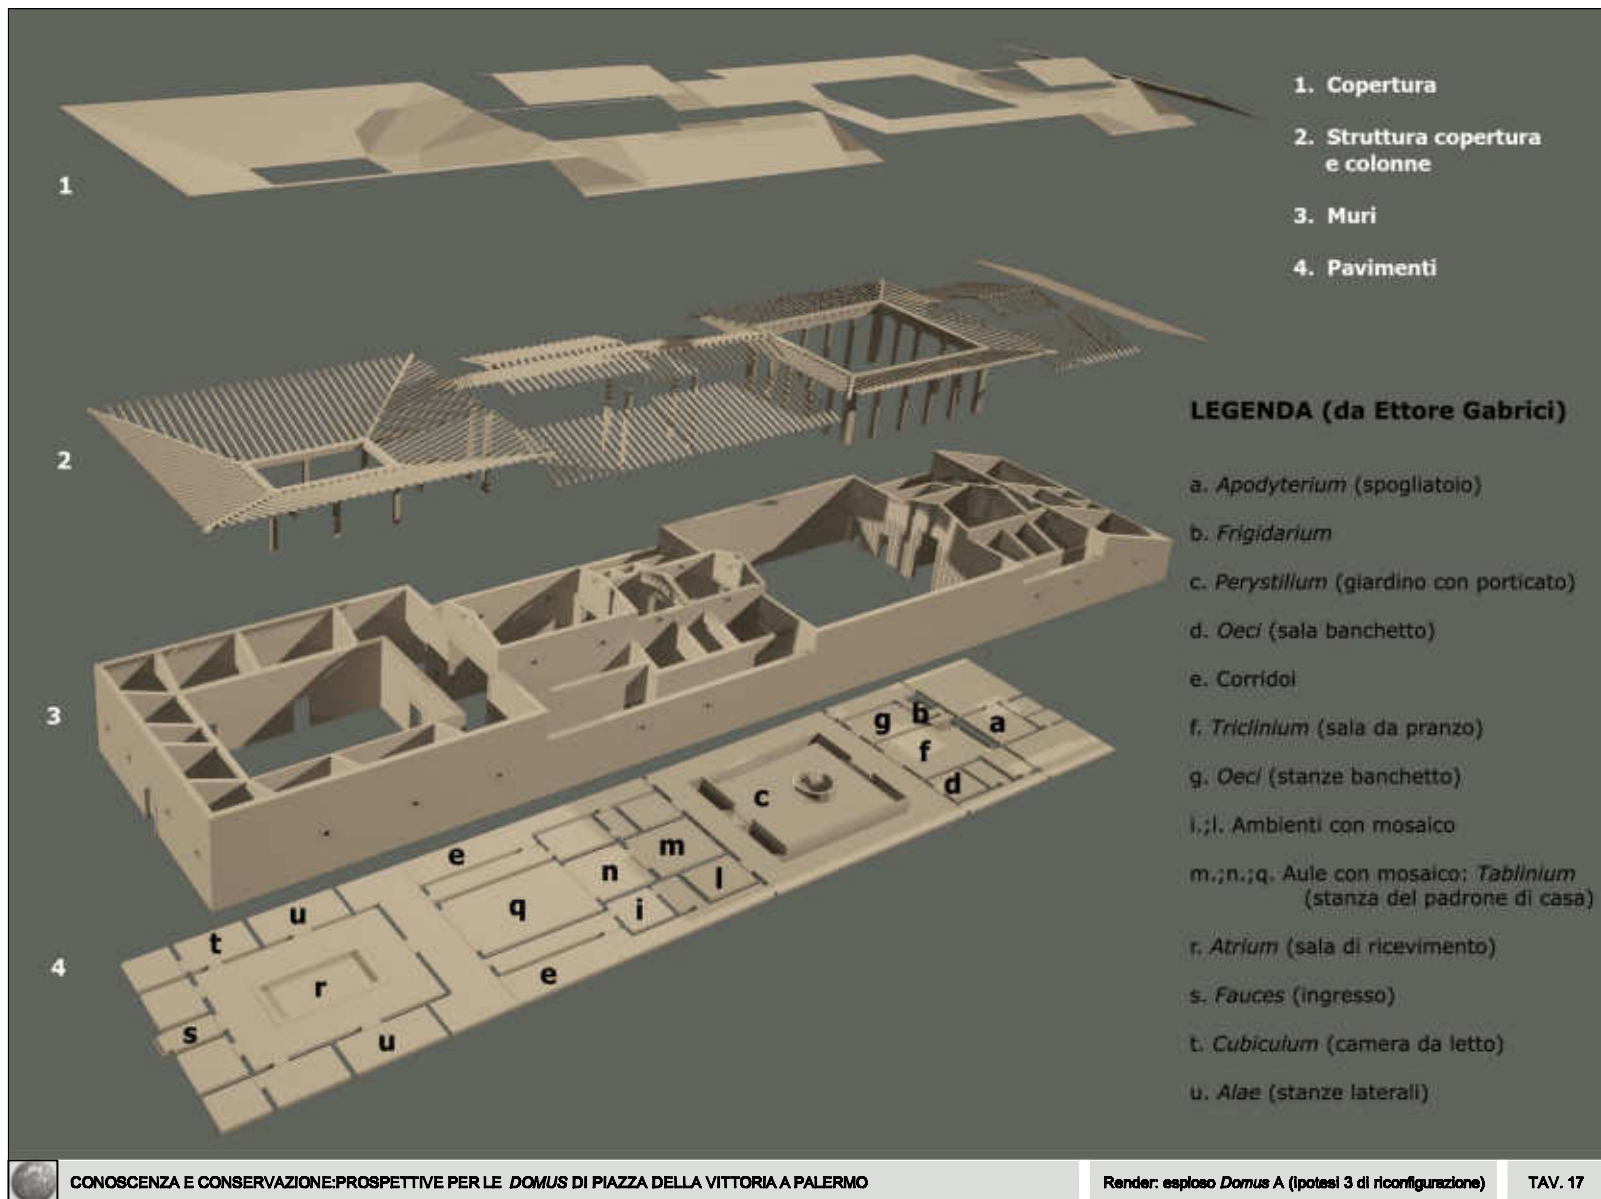 1. Copertura
2. Struttura copertura
e colonne
3. Muri
4. Pavimenti
1
2
3
4
LEGENDA (da Ettore Gabrici)
a. Apodyterium (spogliatoio)
b. Frigidarium
c. Perystilium (giardino con porticato)
d. Oeci (sala banchetto)
e. Corridoi
f. Triclinium (sala da pranzo)
g. Oeci (stanze banchetto)
i.;l. Ambienti con mosaico
m.;n.;q. Aule con mosaico: Tablinium
(stanza del padrone di casa)
r. Atrium (sala di ricevimento)
s. Fauces (ingresso)
t. Cubiculum (camera da letto)
u. Alae (stanze laterali)
g
b
a
f
d
c
e
m
n
l
q
i
u
t
e
r
s
u
CONOSCENZA E CONSERVAZIONE:PROSPETTIVE PER LE DOMUS DI PIAZZA DELLA VITTORIA A PALERMO
Render: esploso Domus A (ipotesi 3 di riconfigurazione)
TAV. 17